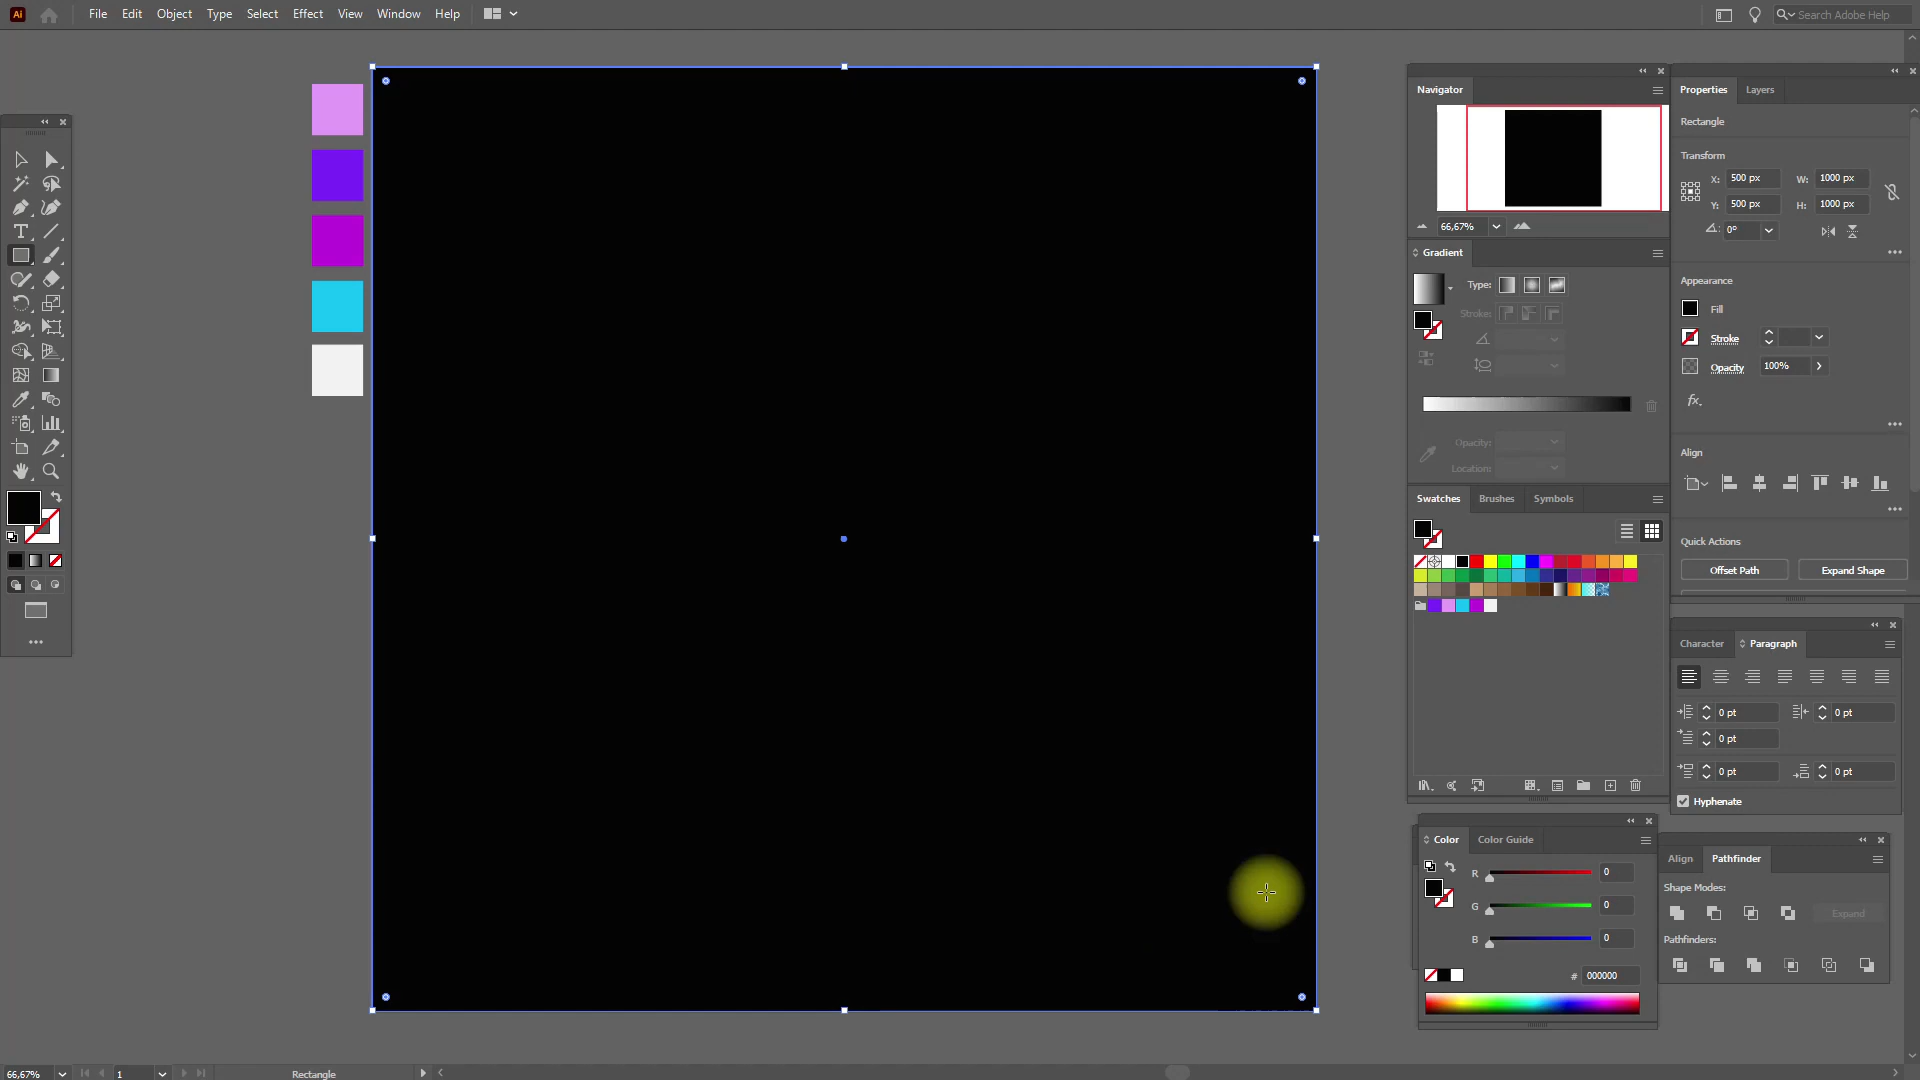 Ai File Edit Object Type Select Effect View Window Help Search Adobe Help
Navigator
66,67%
Gradient
Type:
Stroke:
Opacity:
Location:
Swatches Brushes Symbols
Color Color Guide
R 0
G 0
B 0
# 000000
Properties Layers
Rectangle
Transform
X: 500 px W: 1000 px
Y: 500 px H: 1000 px
0°
Appearance
Fill
Stroke
Opacity 100%
fx
Align
Quick Actions
Offset Path Expand Shape
Character Paragraph
0 pt 0 pt
0 pt
0 pt 0 pt
Hyphenate
Align Pathfinder
Shape Modes:
Expand
Pathfinders:
66,67% 1 Rectangle